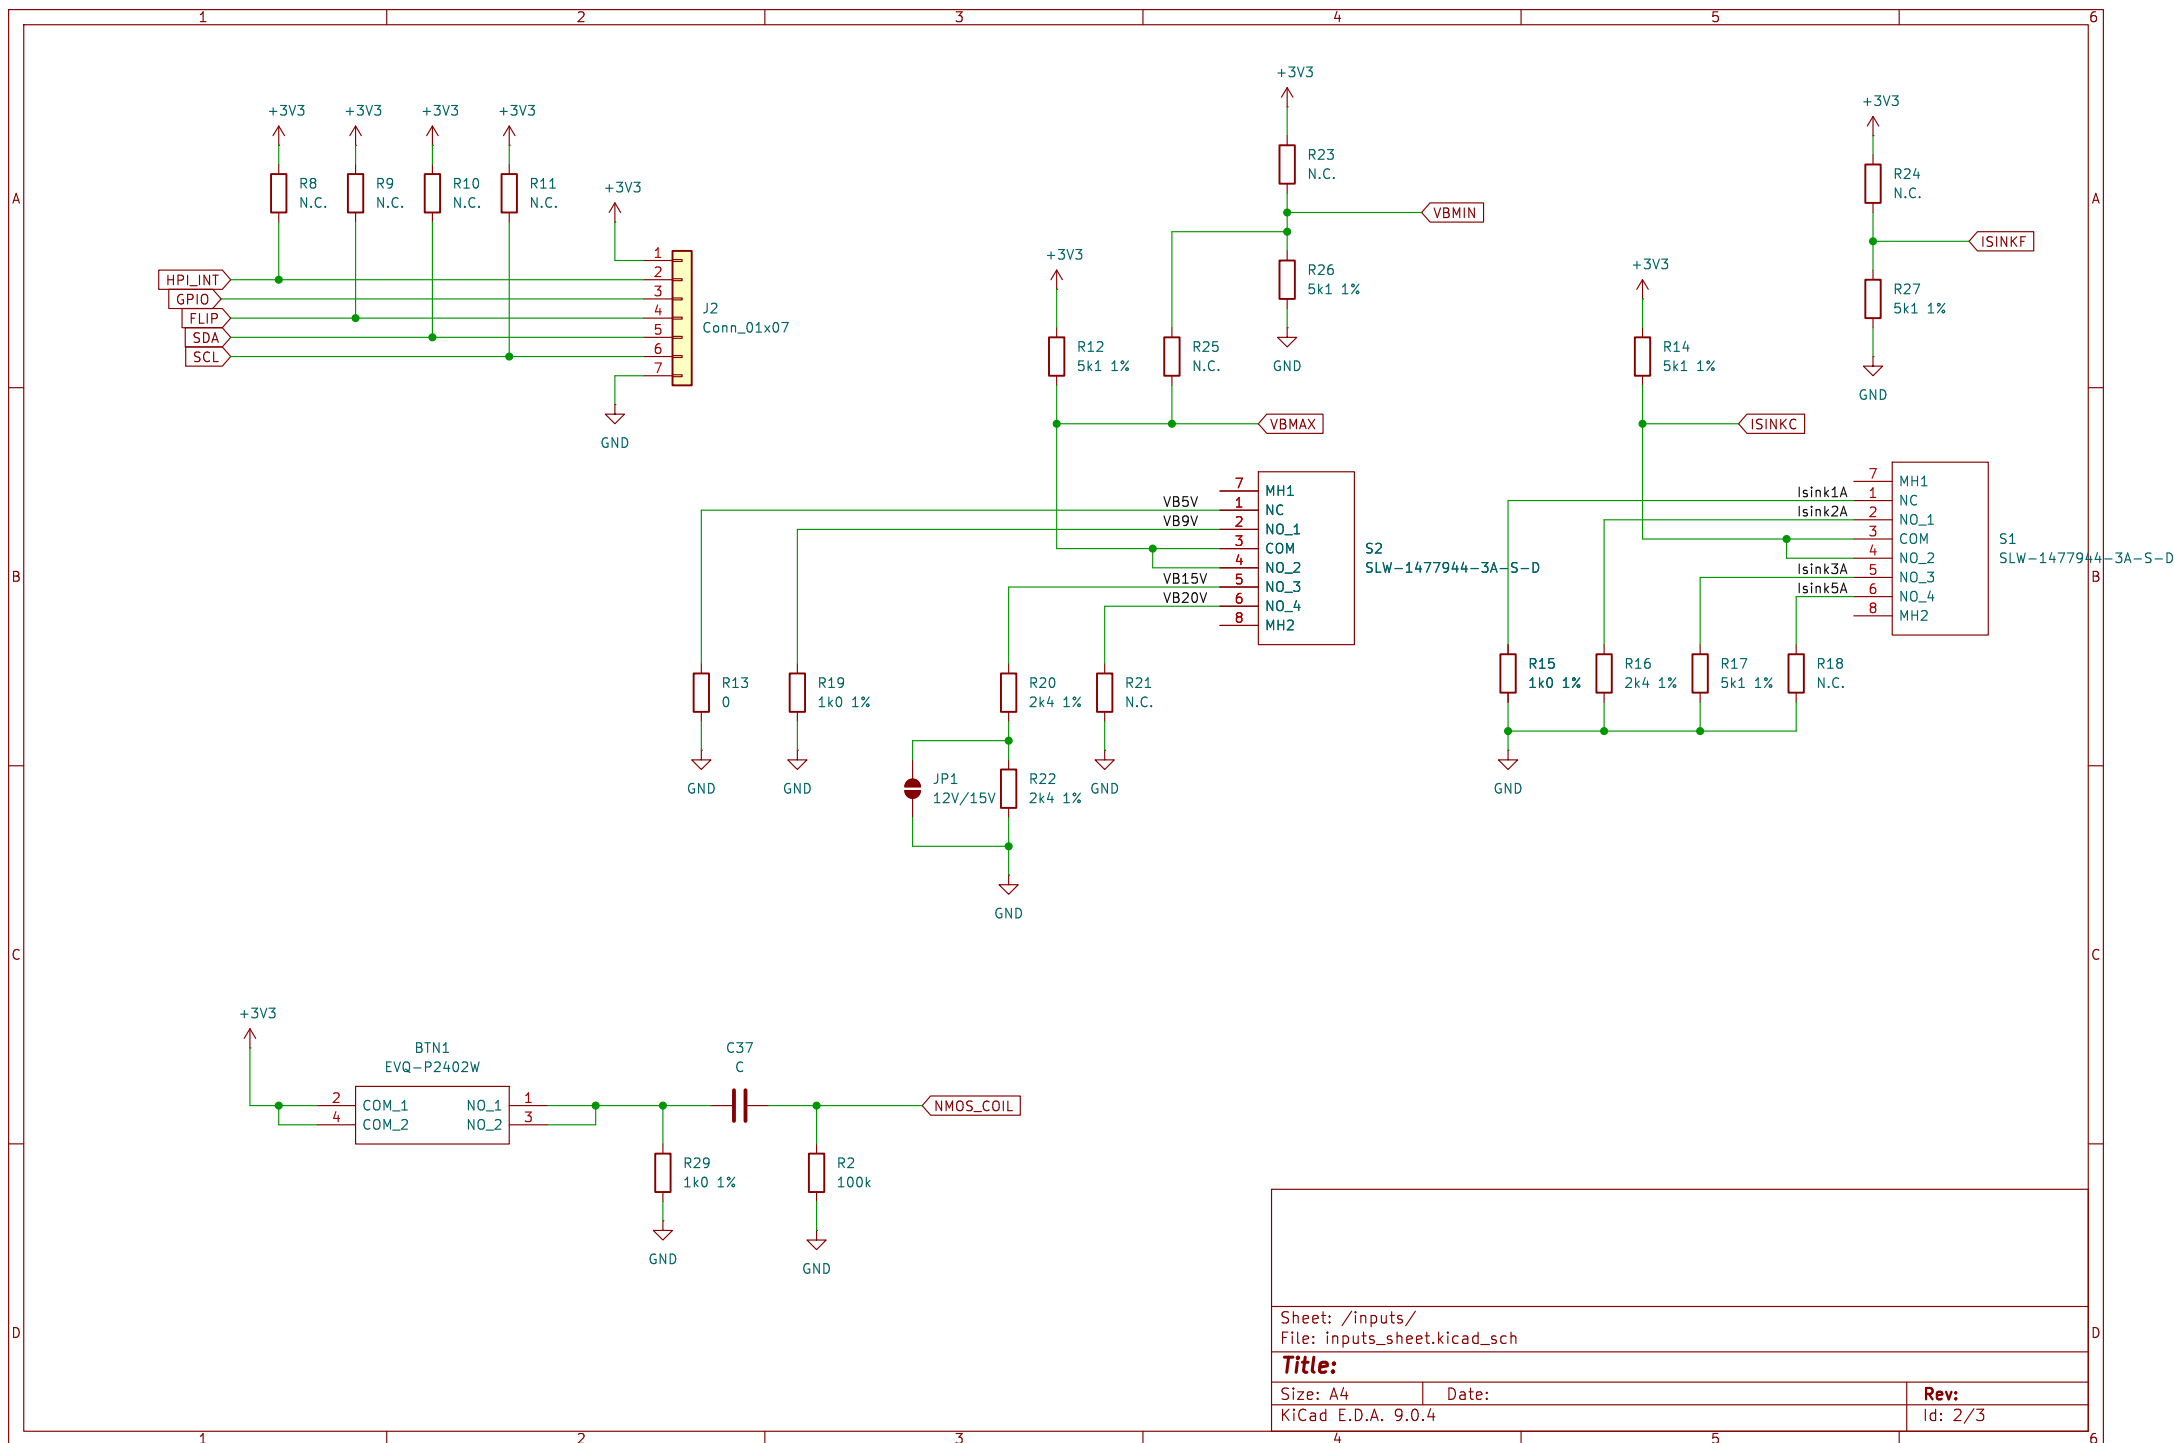 1 2 3 4 5 6
A A
B B
C C
D D
+3V3
+3V3
+3V3
+3V3
R8
N.C.
R9
N.C.
R10
N.C.
R11
N.C.
+3V3
HPI_INT
GPIO
FLIP
SDA
SCL
1
2
3
4
5
6
7
J2
Conn_01x07
GND
+3V3
R23
N.C.
VBMIN
R26
5k1 1%
GND
+3V3
R12
5k1 1%
R25
N.C.
VBMAX
VB5V
VB9V
VB15V
VB20V
7 MH1
1 NC
2 NO_1
3 COM
4 NO_2
5 NO_3
6 NO_4
8 MH2
S2
SLW-1477944-3A-S-D
R13
0
GND
R19
1k0 1%
GND
R20
2k4 1%
R21
N.C.
GND
JP1
12V/15V
R22
2k4 1%
GND
+3V3
R24
N.C.
ISINKF
R27
5k1 1%
GND
+3V3
R14
5k1 1%
ISINKC
Isink1A
Isink2A
Isink3A
Isink5A
7 MH1
1 NC
2 NO_1
3 COM
4 NO_2
5 NO_3
6 NO_4
8 MH2
S1
SLW-1477944-3A-S-D
R15
1k0 1%
R16
2k4 1%
R17
5k1 1%
R18
N.C.
GND
+3V3
BTN1
EVQ-P2402W
2 COM_1 NO_1 1
4 COM_2 NO_2 3
C37
C
NMOS_COIL
R29
1k0 1%
GND
R2
100k
GND
Sheet: /inputs/
File: inputs_sheet.kicad_sch
Title:
Size: A4 Date: Rev:
KiCad E.D.A. 9.0.4 Id: 2/3
1 2 3 4 5 6